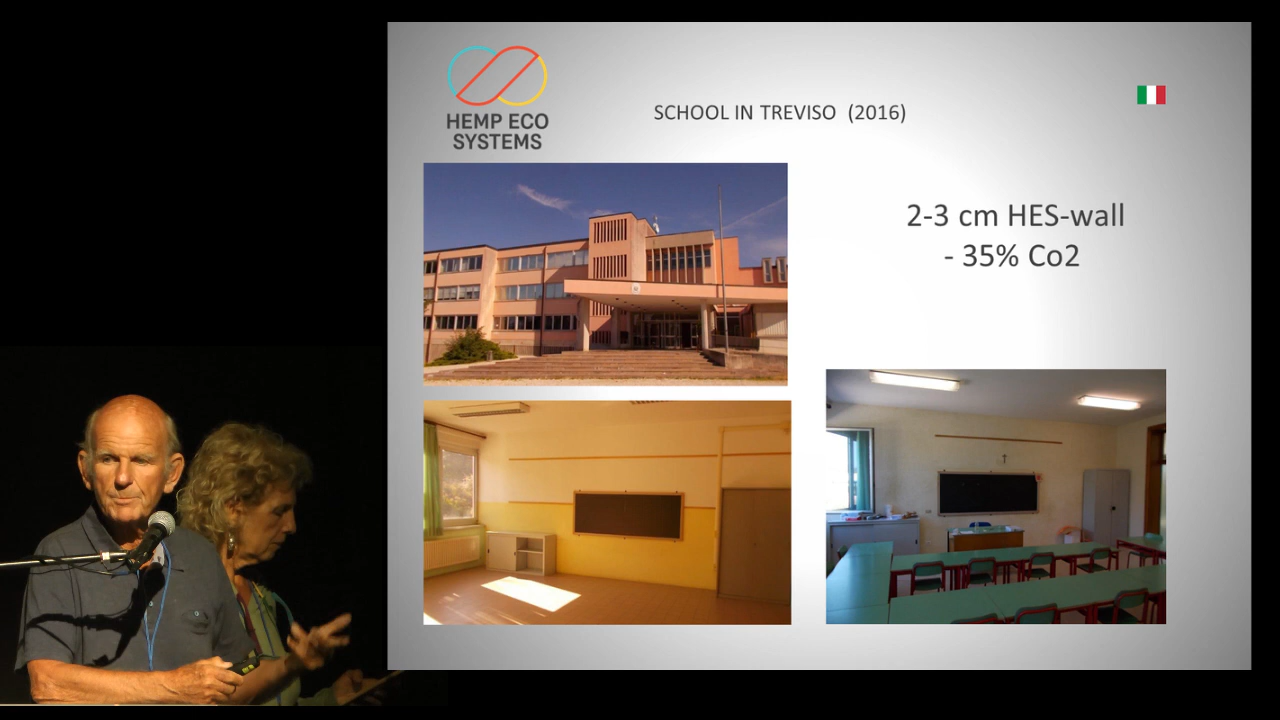 HEMP ECO
SYSTEMS
SCHOOL IN TREVISO (2016)
2-3 cm HES-wall
- 35% Co2